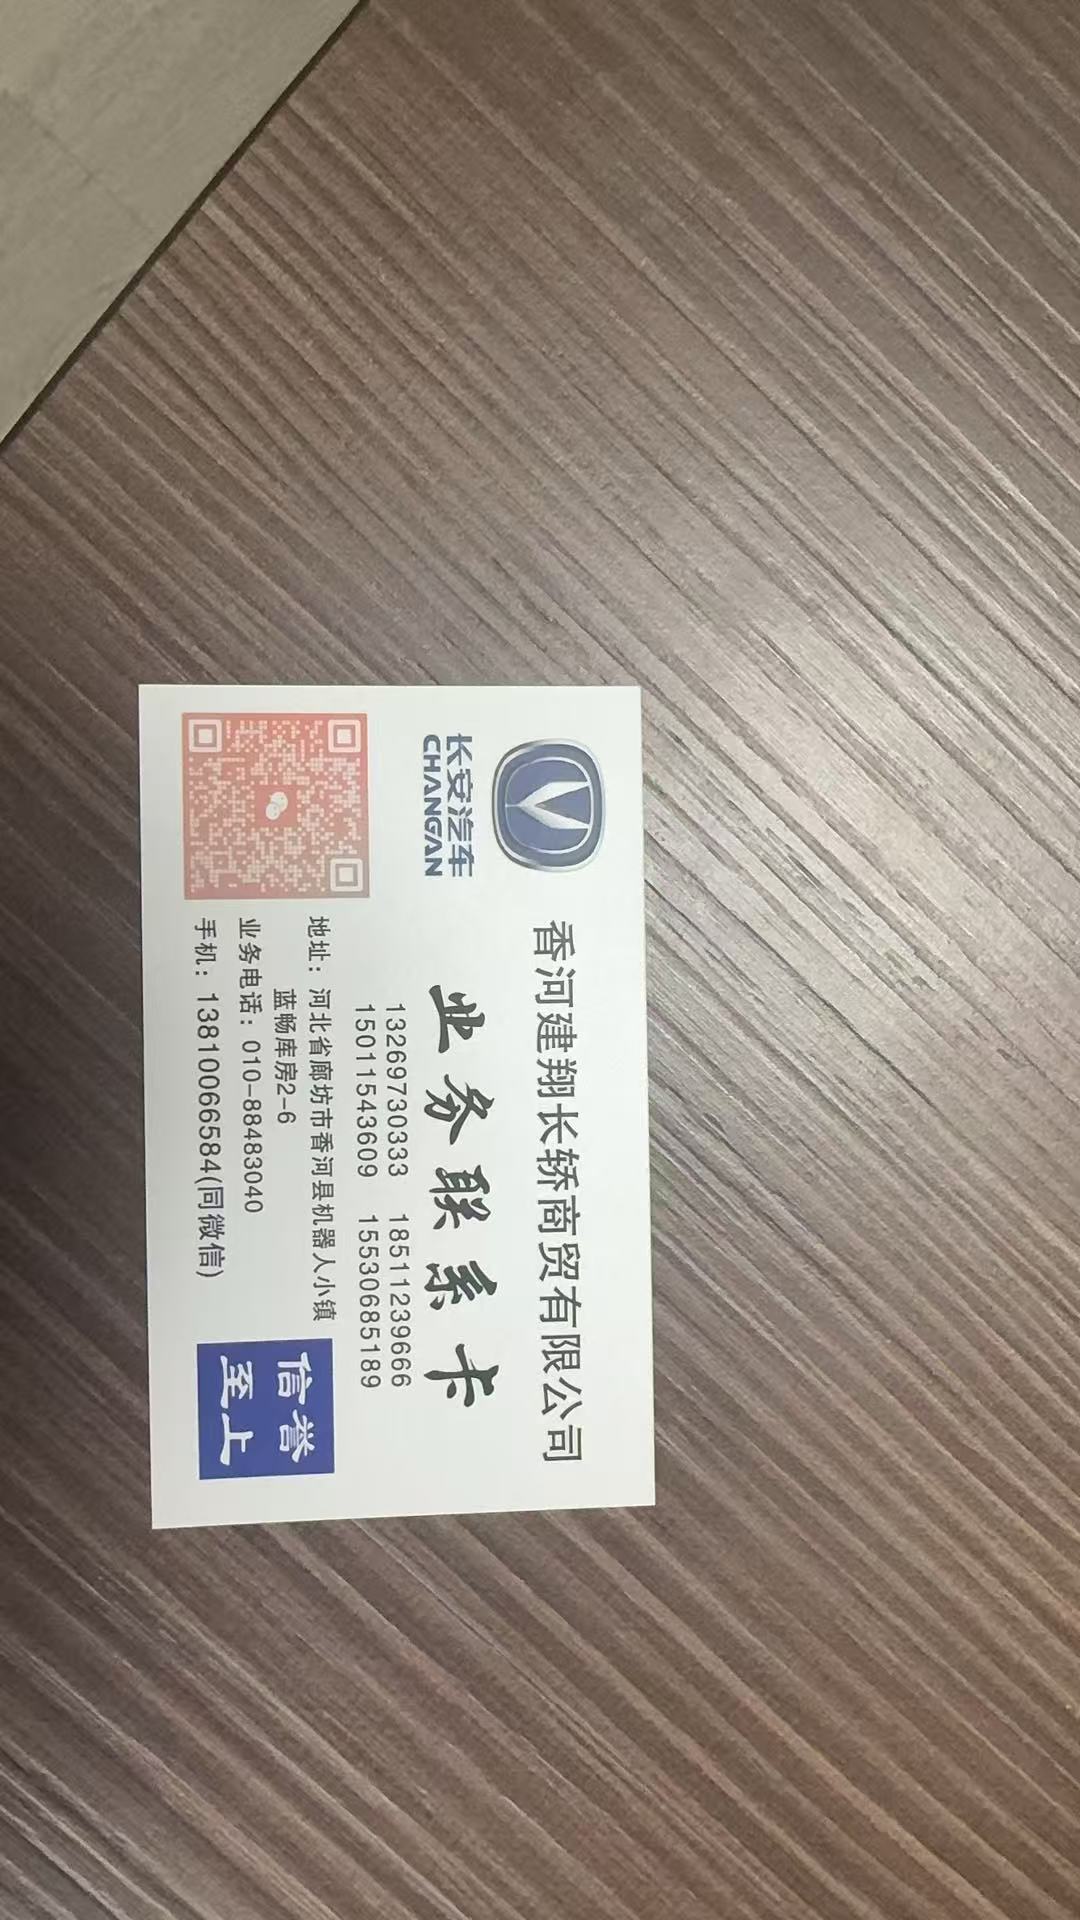 长安汽车
CHANGAN
香河建翔长轿商贸有限公司
业务联系卡
13269730333 18511239666
15011543609 15530685189
地址：河北省廊坊市香河县机器人小镇
蓝畅库房2-6
业务电话：010-88483040
手机：13810066584(同微信)
信誉
至上